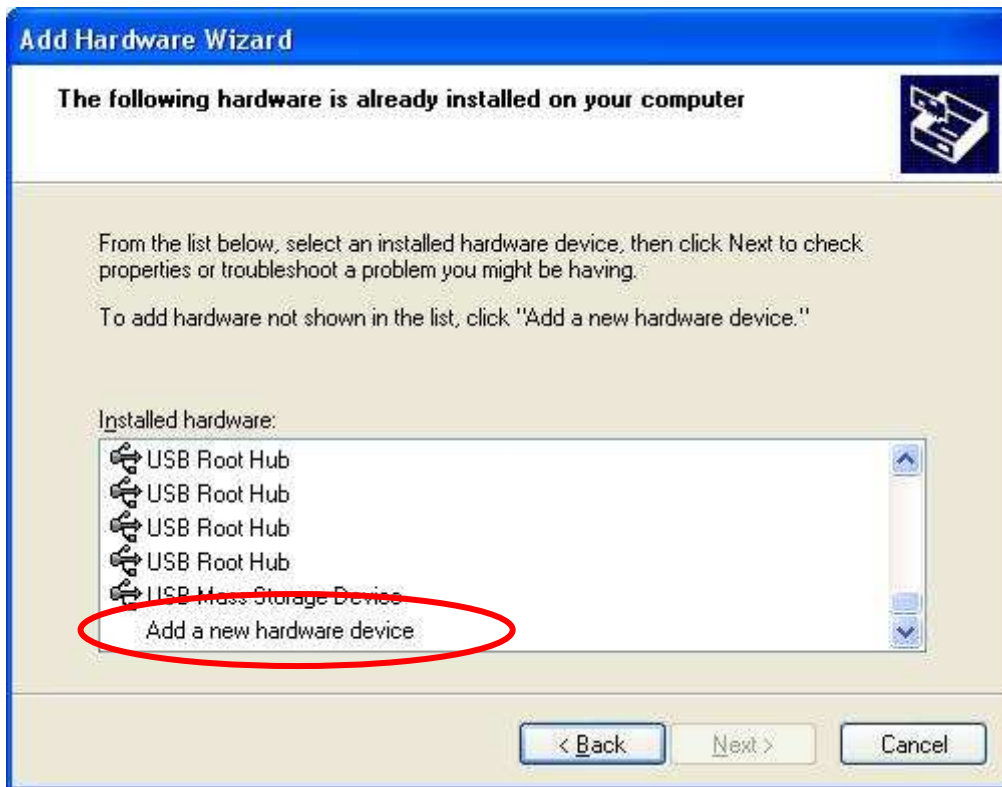 Add Hardware Wizard
The following hardware is already installed on your computer
From the list below, select an installed hardware device, then click Next to check
properties or troubleshoot a problem you might be having.
To add hardware not shown in the list, click "Add a new hardware device."
Installed hardware:
USB Root Hub
USB Root Hub
USB Root Hub
USB Root Hub
USB Mass Storage Device
Add a new hardware device
< Back
Next >
Cancel